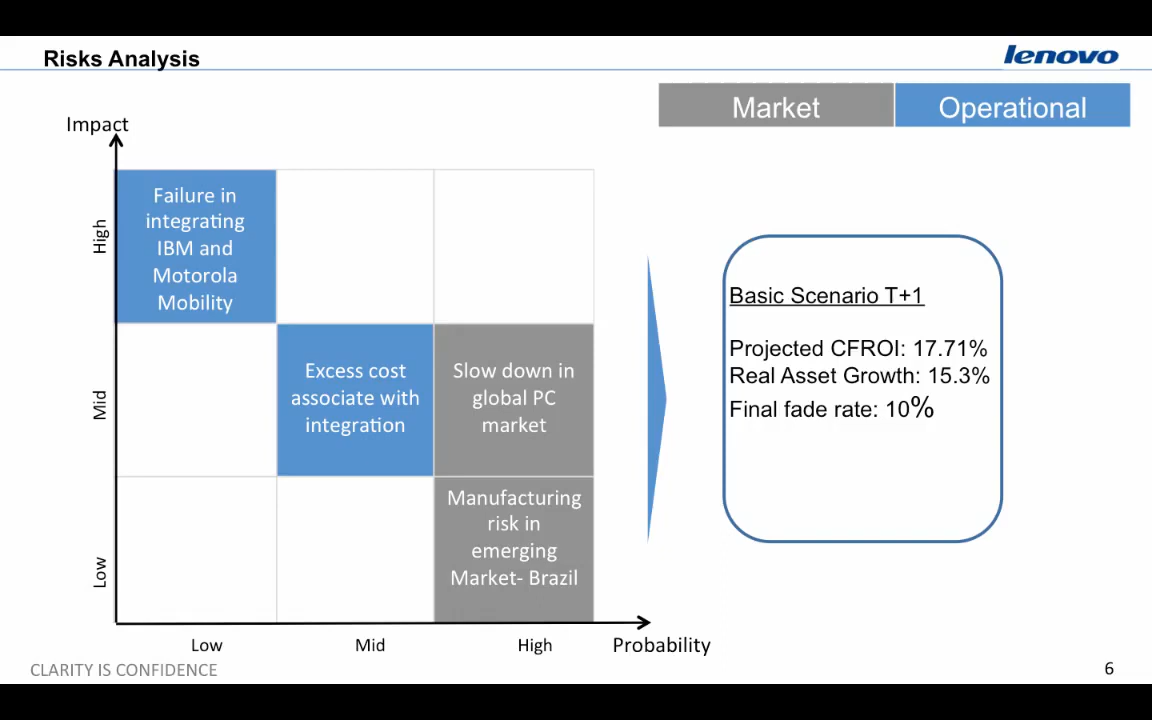 Risks Analysis
lenovo
Market
Operational
Impact
High
Failure in
integrating
IBM and
Motorola
Mobility
Mid
Excess cost
associate with
integration
Slow down in
global PC
market
Low
Manufacturing
risk in
emerging
Market- Brazil
Low
Mid
High
Probability
Basic Scenario T+1
Projected CFROI: 17.71%
Real Asset Growth: 15.3%
Final fade rate: 10%
CLARITY IS CONFIDENCE
6